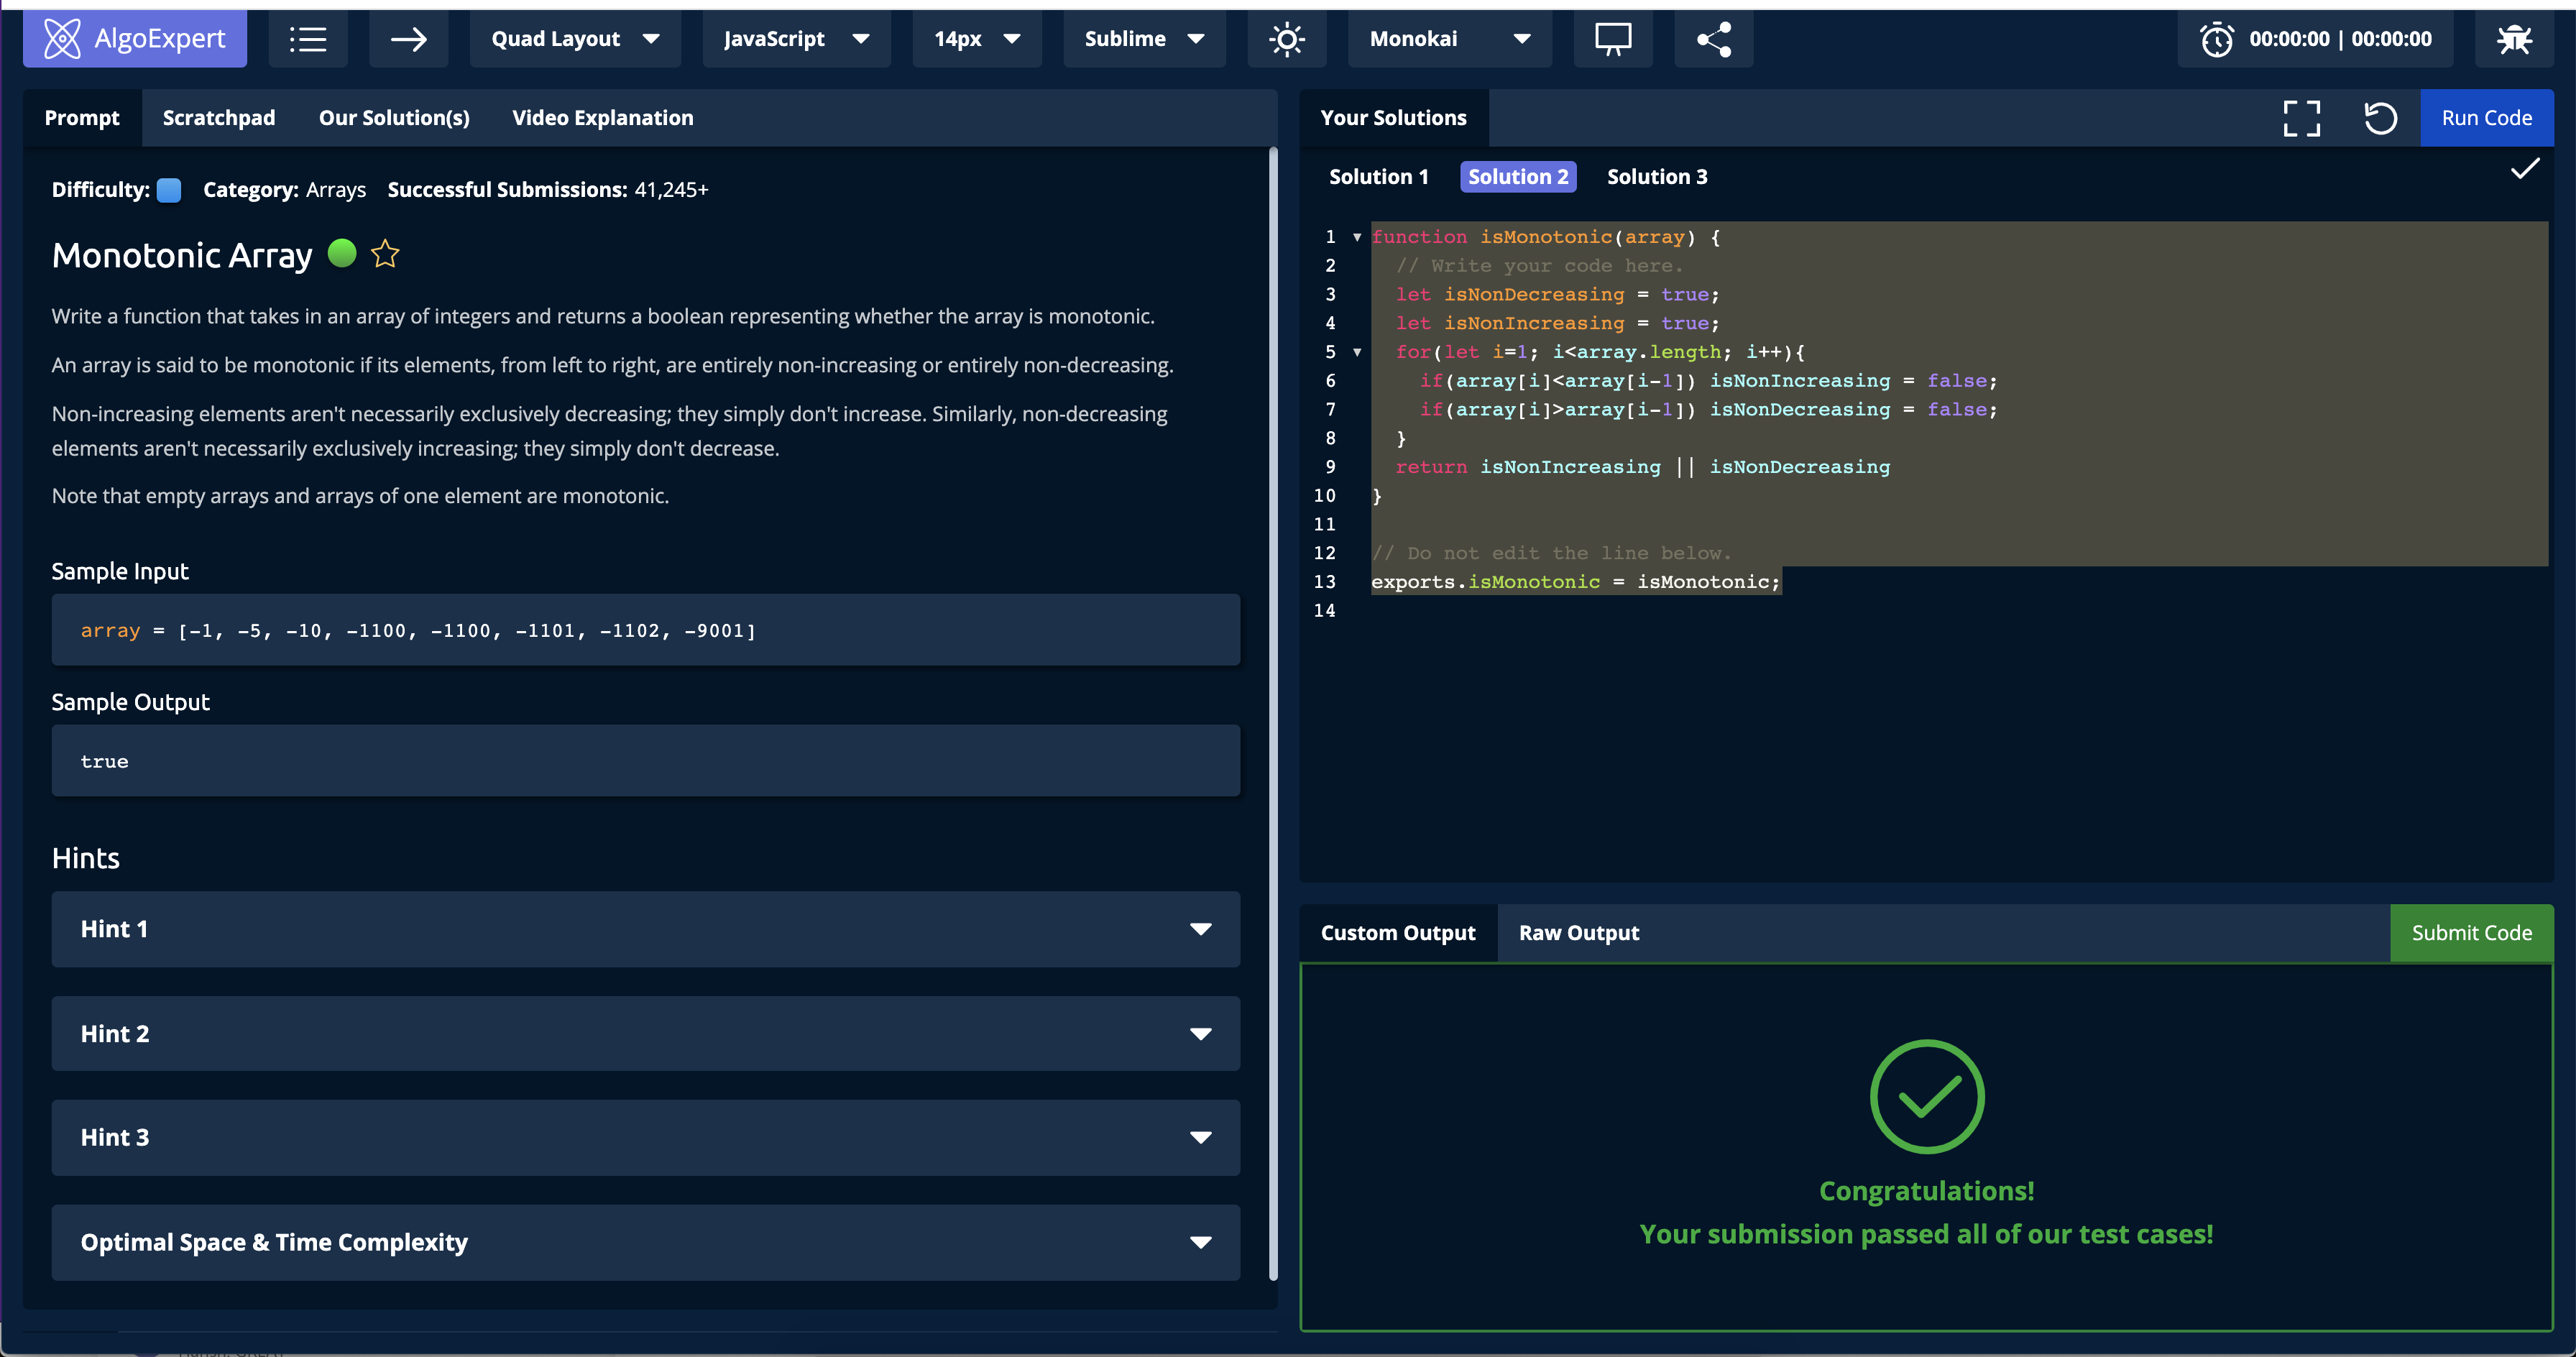 AlgoExpert
Quad Layout
JavaScript
14px
Sublime
Monokai
00:00:00 | 00:00:00
Prompt
Scratchpad
Our Solution(s)
Video Explanation
Difficulty:
Category: Arrays
Successful Submissions: 41,245+
Monotonic Array
Write a function that takes in an array of integers and returns a boolean representing whether the array is monotonic.
An array is said to be monotonic if its elements, from left to right, are entirely non-increasing or entirely non-decreasing.
Non-increasing elements aren't necessarily exclusively decreasing; they simply don't increase. Similarly, non-decreasing
elements aren't necessarily exclusively increasing; they simply don't decrease.
Note that empty arrays and arrays of one element are monotonic.
Sample Input
array = [-1, -5, -10, -1100, -1100, -1101, -1102, -9001]
Sample Output
true
Hints
Hint 1
Hint 2
Hint 3
Optimal Space & Time Complexity
Your Solutions
Run Code
Solution 1
Solution 2
Solution 3
1 function isMonotonic(array) {
2 // Write your code here.
3 let isNonDecreasing = true;
4 let isNonIncreasing = true;
5 for(let i=1; i<array.length; i++){
6 if(array[i]<array[i-1]) isNonIncreasing = false;
7 if(array[i]>array[i-1]) isNonDecreasing = false;
8 }
9 return isNonIncreasing || isNonDecreasing
10 }
11
12 // Do not edit the line below.
13 exports.isMonotonic = isMonotonic;
14
Custom Output
Raw Output
Submit Code
Congratulations!
Your submission passed all of our test cases!